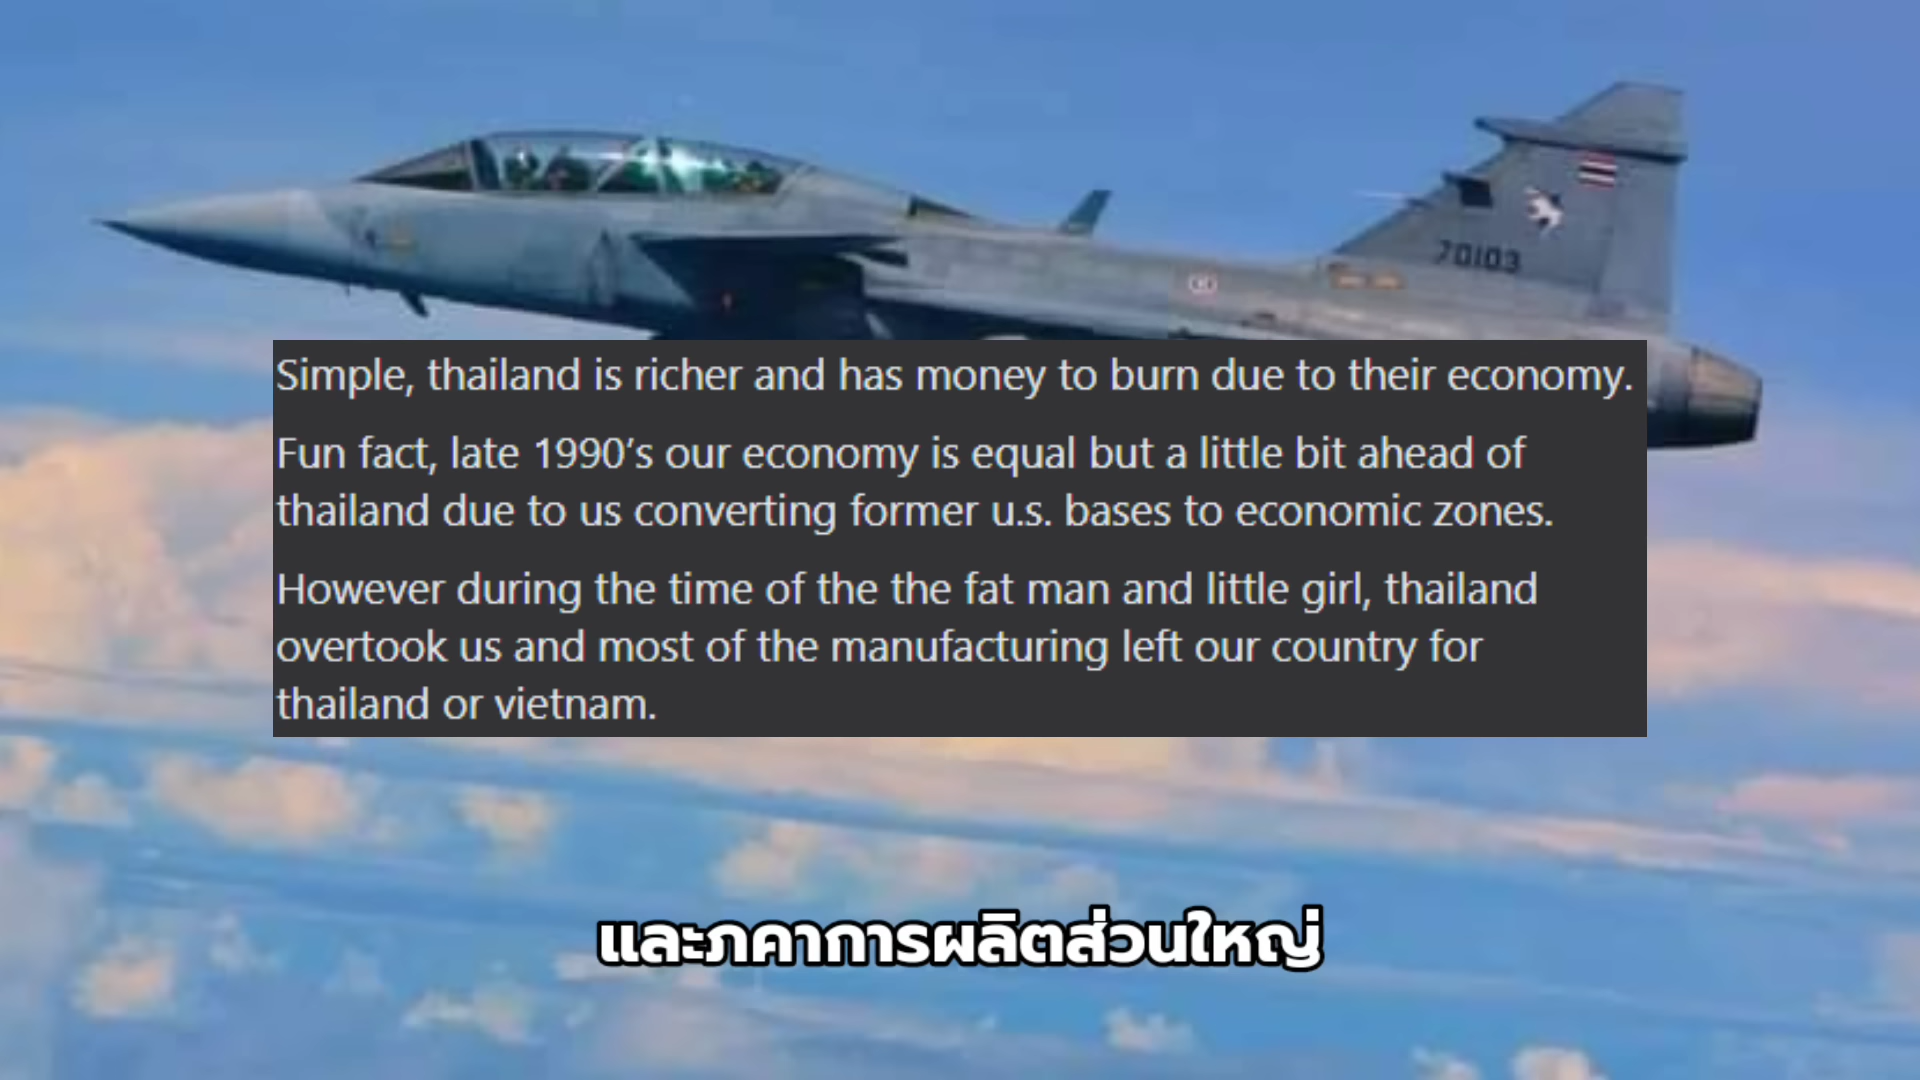 70103
Simple, thailand is richer and has money to burn due to their economy.
Fun fact, late 1990’s our economy is equal but a little bit ahead of
thailand due to us converting former u.s. bases to economic zones.
However during the time of the the fat man and little girl, thailand
overtook us and most of the manufacturing left our country for
thailand or vietnam.
และภคาการผลิตส่วนใหญ่